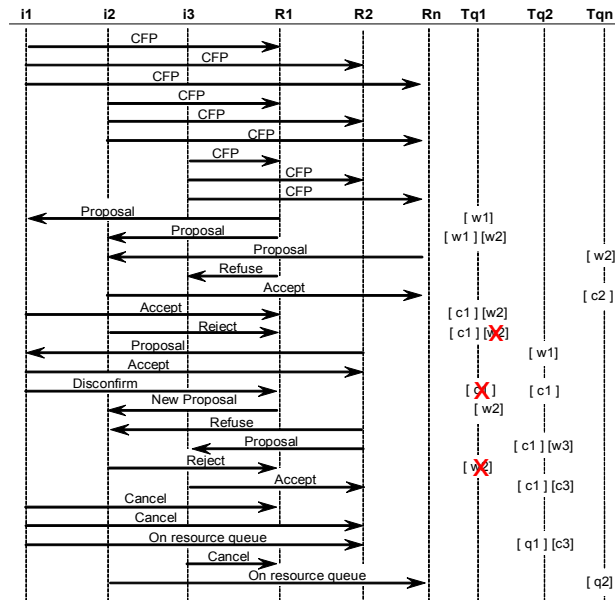 i1 i2 i3 R1 R2 Rn Tq1 Tq2 Tqn
CFP
CFP
CFP
CFP
CFP
CFP
CFP
CFP
CFP
Proposal [ w1]
Proposal [ w1 ] [w2]
Proposal [ w2]
Refuse
Accept [ c2 ]
Accept [ c1 ] [w2]
Reject [ c1 ] [w2]
Proposal [ w1]
Accept
Disconfirm [ c1 ] [ c1 ]
New Proposal [ w2]
Refuse
Proposal [ c1 ] [w3]
Reject [ w2]
Accept [ c1 ] [c3]
Cancel
Cancel
On resource queue [ q1 ] [c3]
Cancel
On resource queue [ q2]